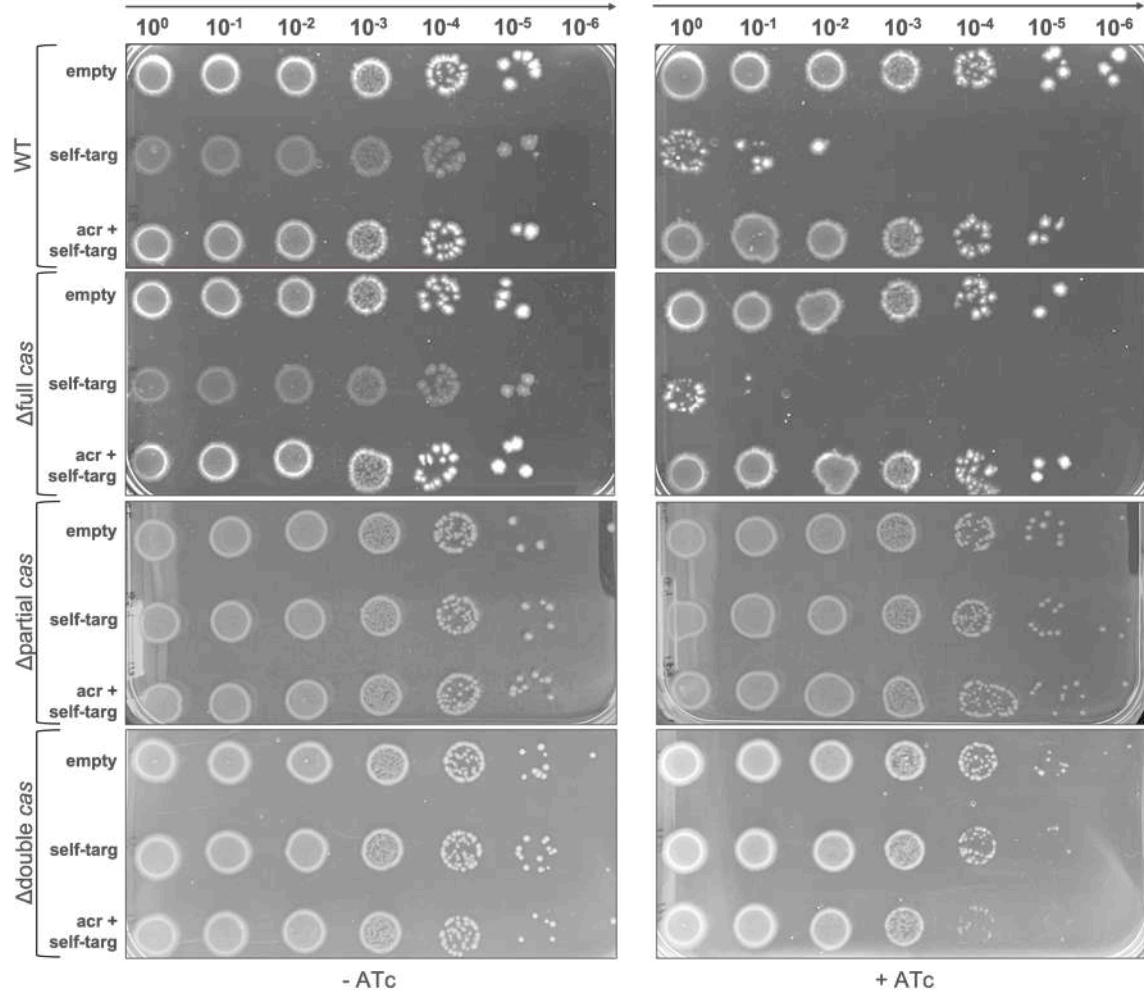 10⁰ 10⁻¹ 10⁻² 10⁻³ 10⁻⁴ 10⁻⁵ 10⁻⁶ 10⁰ 10⁻¹ 10⁻² 10⁻³ 10⁻⁴ 10⁻⁵ 10⁻⁶
WT
empty
self-targ
acr +
self-targ
Δfull cas
empty
self-targ
acr +
self-targ
Δpartial cas
empty
self-targ
acr +
self-targ
Δdouble cas
empty
self-targ
acr +
self-targ
- ATc + ATc